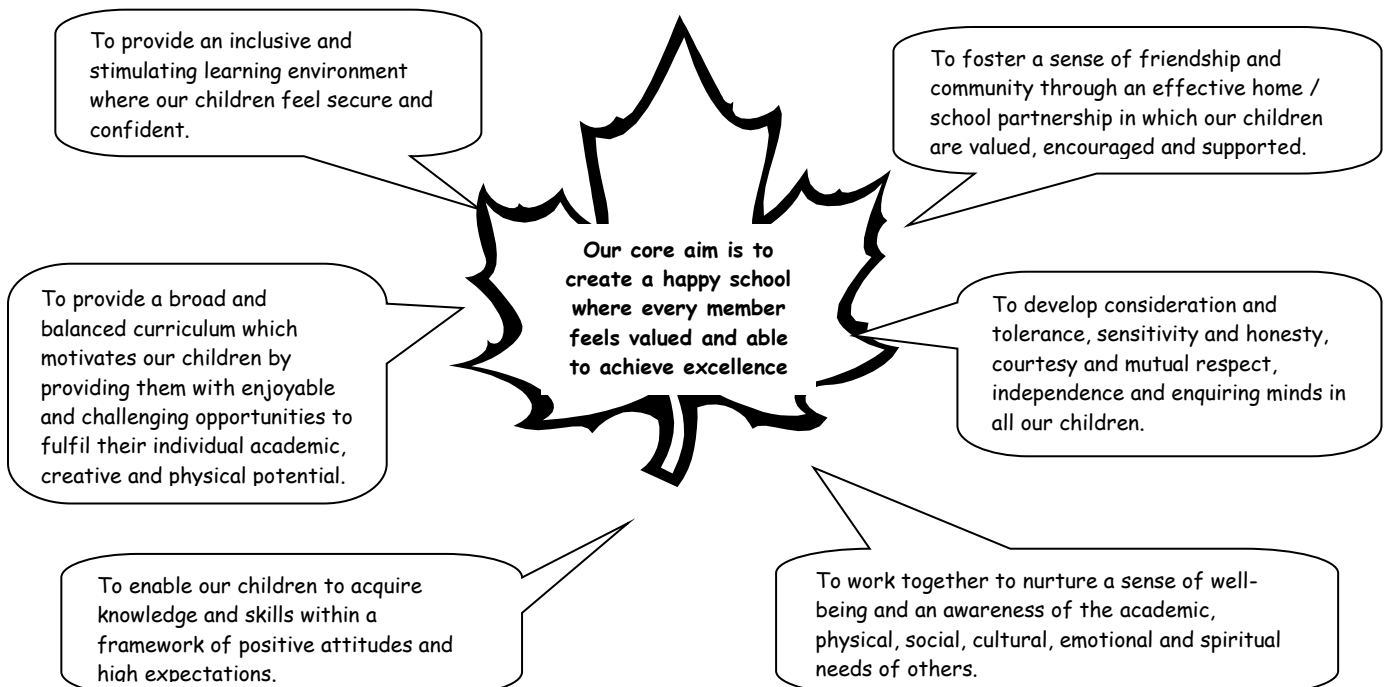 To provide an inclusive and
stimulating learning environment
where our children feel secure and
confident.
To foster a sense of friendship and
community through an effective home /
school partnership in which our children
are valued, encouraged and supported.
Our core aim is to
create a happy school
where every member
feels valued and able
to achieve excellence
To provide a broad and
balanced curriculum which
motivates our children by
providing them with enjoyable
and challenging opportunities to
fulfil their individual academic,
creative and physical potential.
To develop consideration and
tolerance, sensitivity and honesty,
courtesy and mutual respect,
independence and enquiring minds in
all our children.
To enable our children to acquire
knowledge and skills within a
framework of positive attitudes and
high expectations.
To work together to nurture a sense of well-
being and an awareness of the academic,
physical, social, cultural, emotional and spiritual
needs of others.